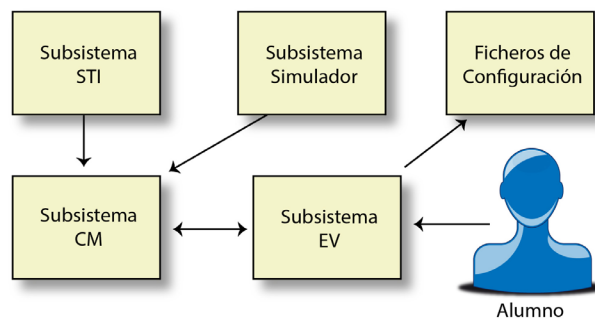 Subsistema
STI
Subsistema
Simulador
Ficheros de
Configuración
Subsistema
CM
Subsistema
EV
Alumno